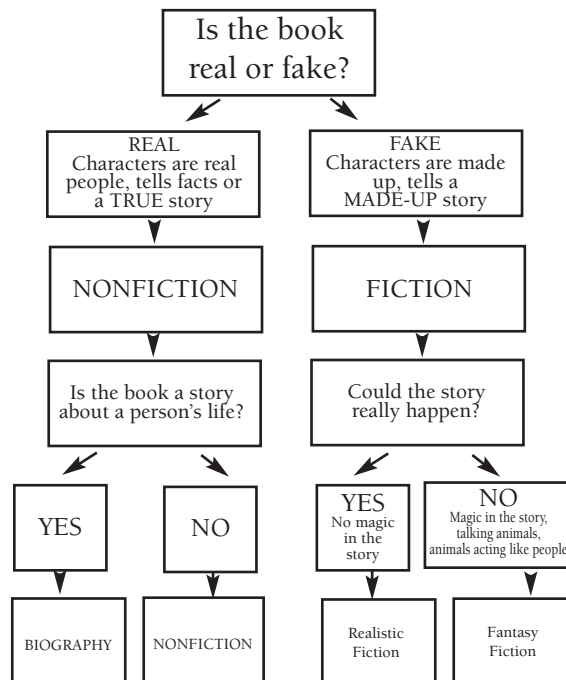 Is the book
real or fake?
REAL
Characters are real
people, tells facts or
a TRUE story
FAKE
Characters are made
up, tells a
MADE-UP story
NONFICTION
FICTION
Is the book a story
about a person's life?
Could the story
really happen?
YES
NO
YES
No magic
in the
story
NO
Magic in the story,
talking animals,
animals acting like people
BIOGRAPHY
NONFICTION
Realistic
Fiction
Fantasy
Fiction